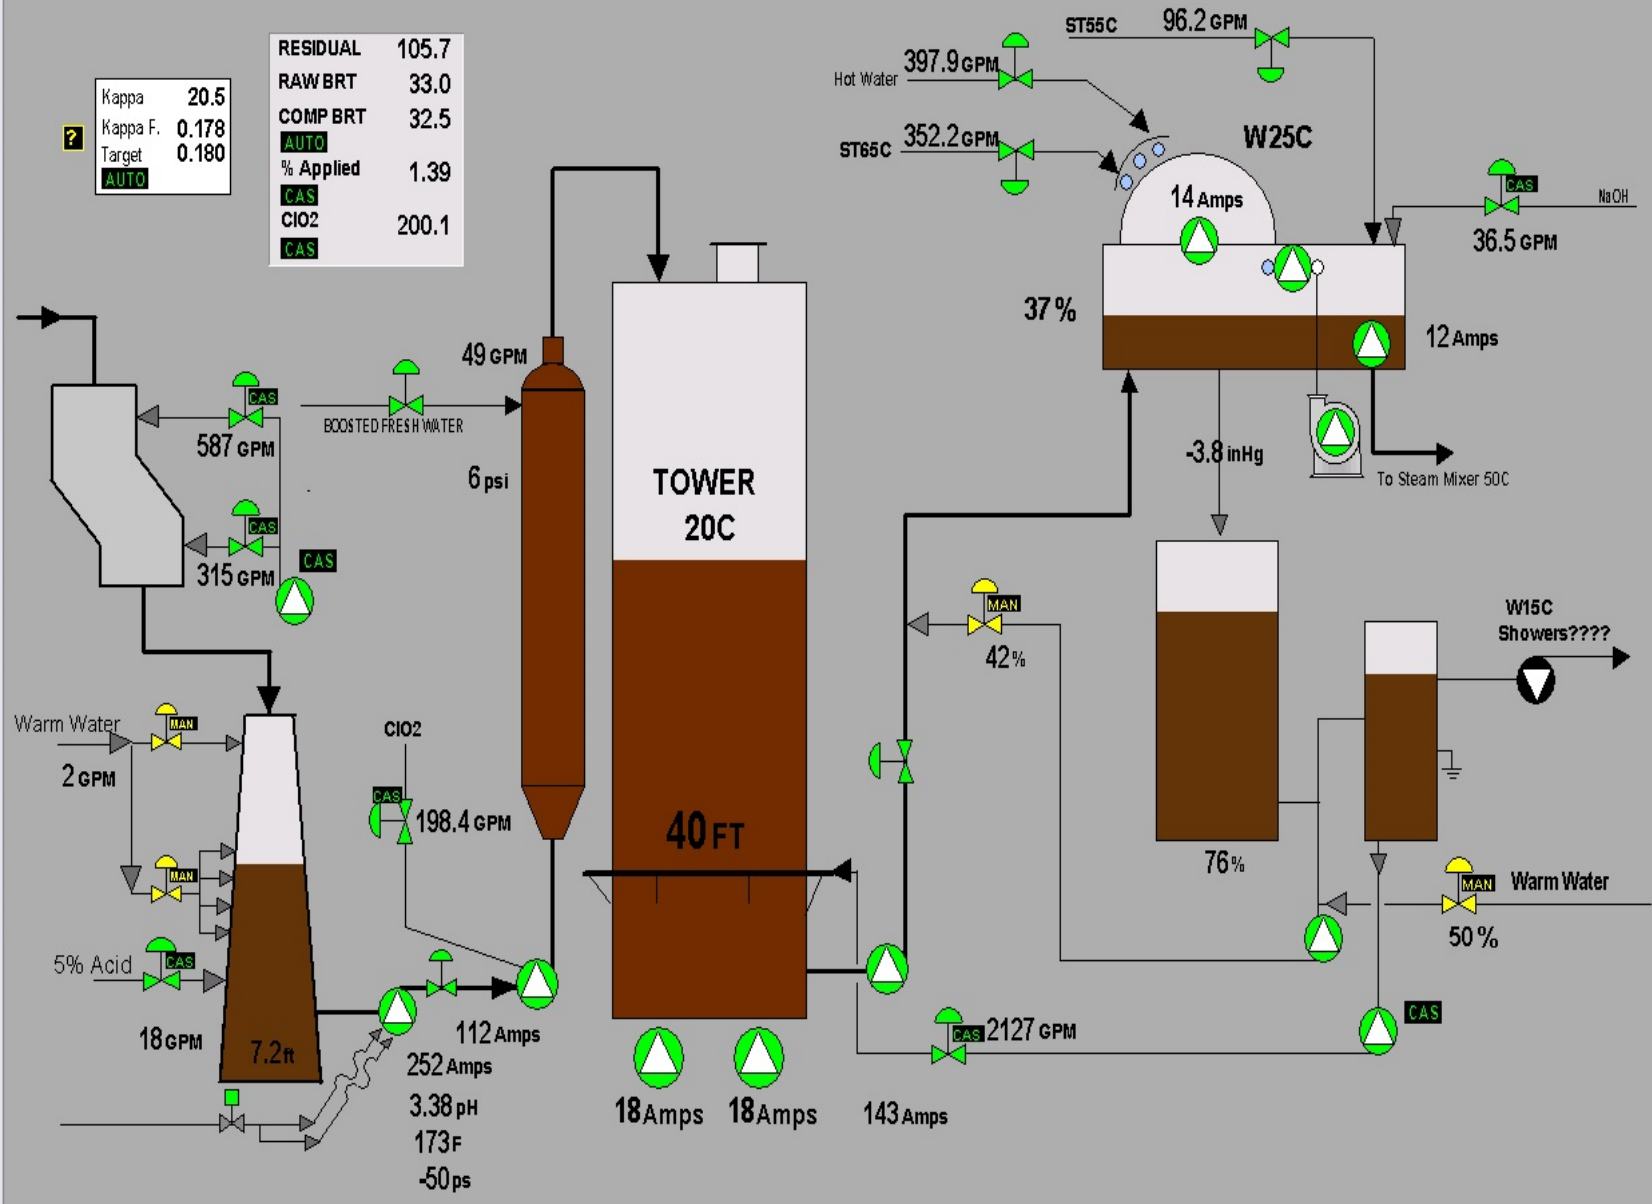 ST55C 96.2 GPM
Hot Water 397.9 GPM
ST65C 352.2 GPM
W25C
14 Amps
CAS
NaOH
36.5 GPM
37 %
12 Amps
-3.8 inHg
To Steam Mixer 50C
RESIDUAL 105.7
RAW BRT 33.0
COMP BRT 32.5
AUTO
% Applied 1.39
CAS
ClO2 200.1
CAS
?
Kappa 20.5
Kappa F. 0.178
Target 0.180
AUTO
CAS
587 GPM
CAS
315 GPM
CAS
49 GPM
BOOSTED FRESH WATER
6 psi
TOWER
20C
40 FT
MAN
42 %
76 %
W15C
Showers????
MAN
Warm Water
50 %
CAS
CAS 2127 GPM
143 Amps
18 Amps 18 Amps
Warm Water
MAN
2 GPM
MAN
5% Acid
CAS
18 GPM
7.2 ft
ClO2
CAS
198.4 GPM
112 Amps
252 Amps
3.38 pH
173 F
-50 ps